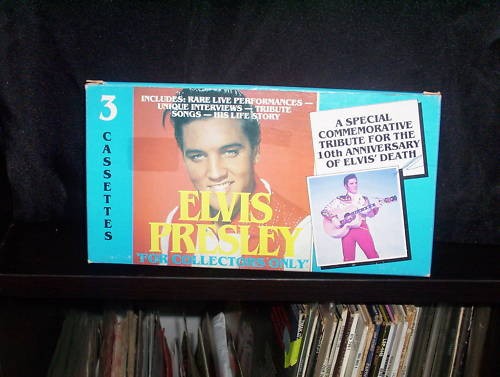 3
CASSETTES
INCLUDES: RARE LIVE PERFORMANCES —
UNIQUE INTERVIEWS — TRIBUTE
SONGS — HIS LIFE STORY
ELVIS
PRESLEY
'FOR COLLECTORS ONLY'
A SPECIAL
COMMEMORATIVE
TRIBUTE FOR THE
10th ANNIVERSARY
OF ELVIS' DEATH